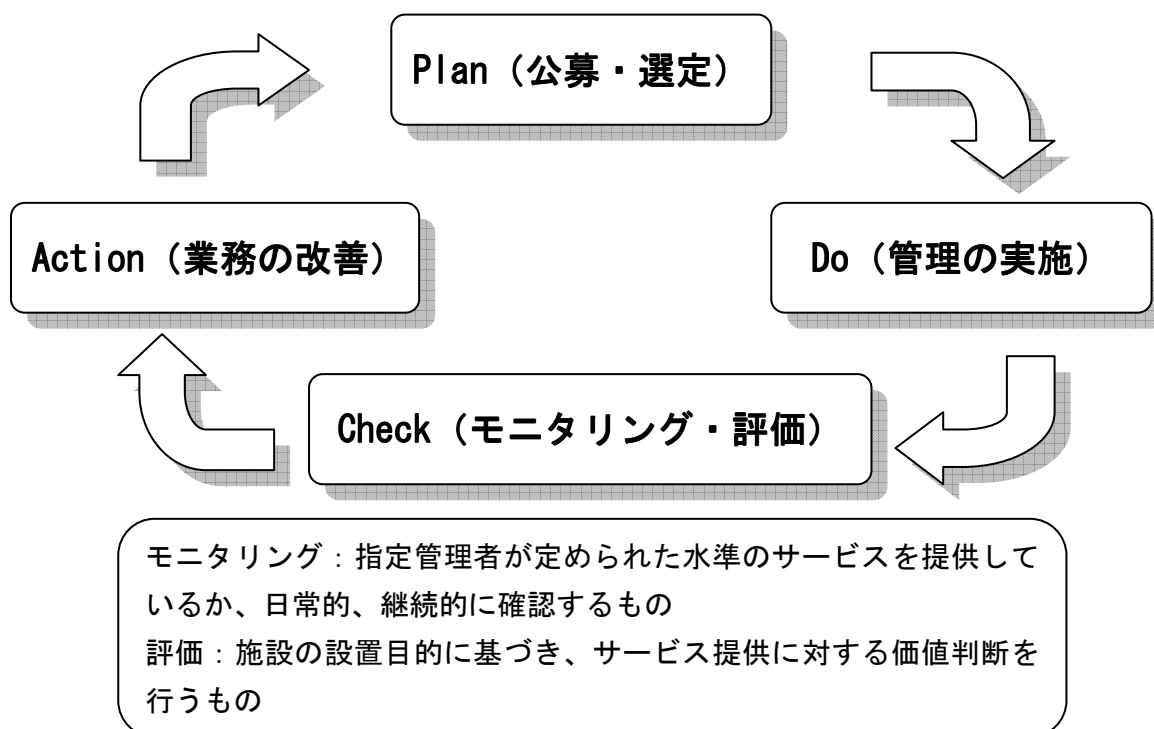 Plan（公募・選定）
Action（業務の改善）
Do（管理の実施）
Check（モニタリング・評価）
モニタリング：指定管理者が定められた水準のサービスを提供して
いるか、日常的、継続的に確認するもの
評価：施設の設置目的に基づき、サービス提供に対する価値判断を
行うもの